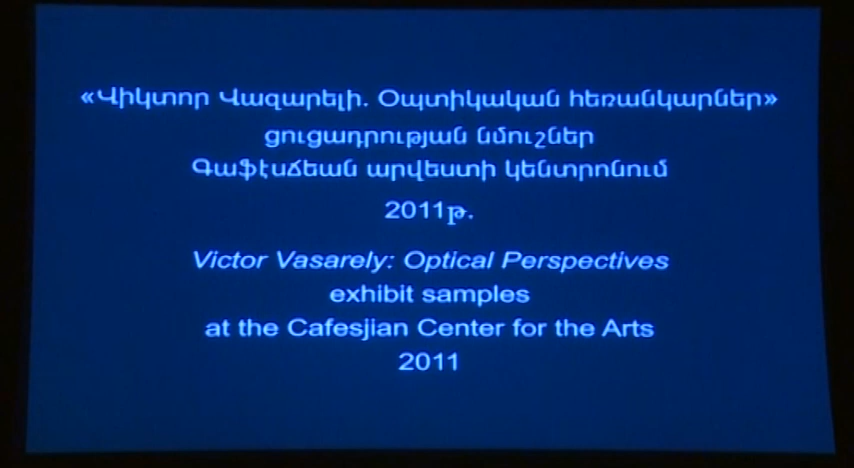 «Վիկտոր Վազարելի. Օպտիկական հեռանկարներ»
ցուցադրության նմուշներ
Գաֆէսճեան արվեստի կենտրոնում
2011թ.
Victor Vasarely: Optical Perspectives
exhibit samples
at the Cafesjian Center for the Arts
2011